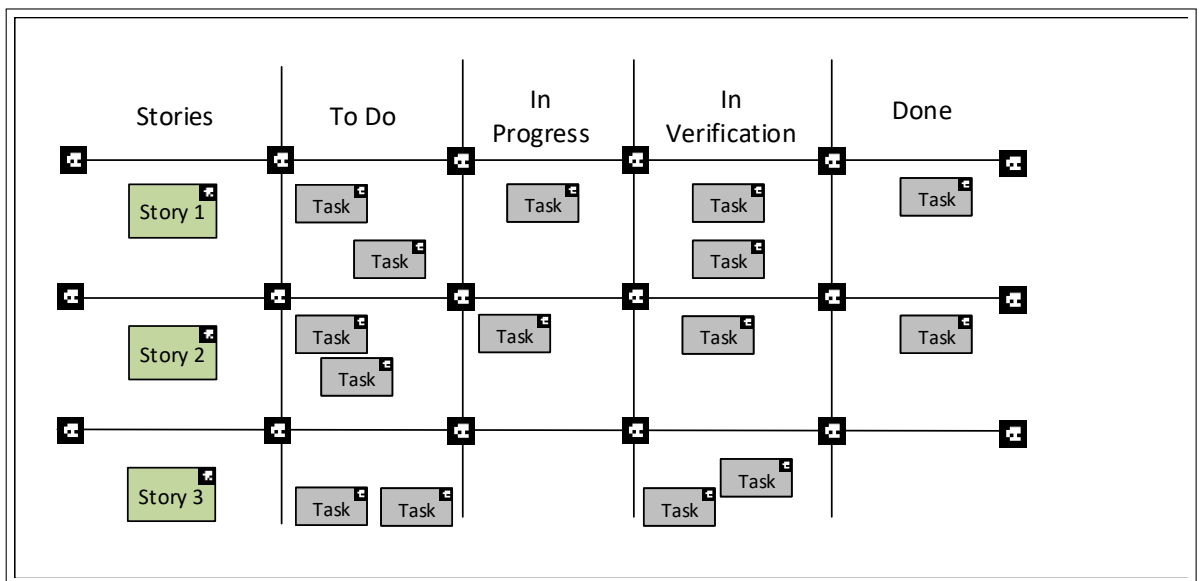 Stories
To Do
In
Progress
In
Verification
Done
Story 1
Task
Task
Task
Task
Task
Task
Story 2
Task
Task
Task
Task
Task
Story 3
Task
Task
Task
Task